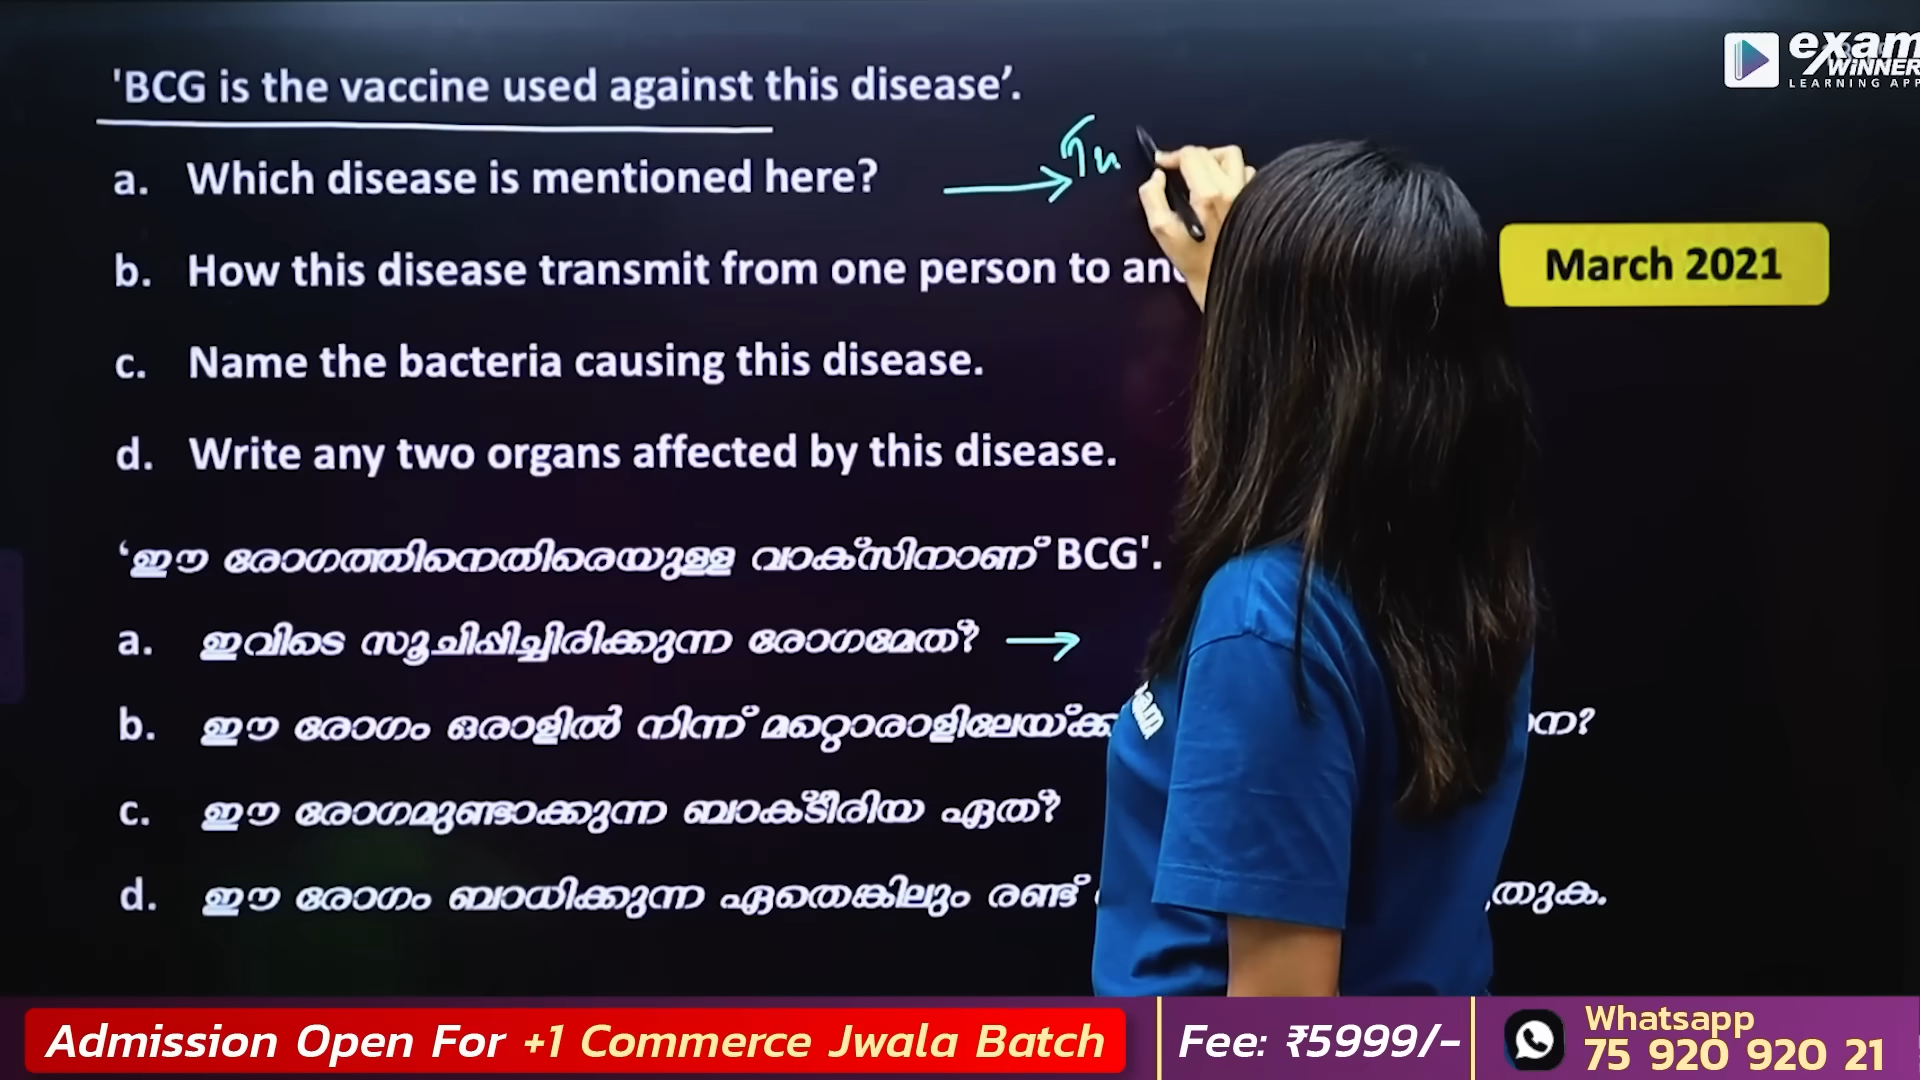 exam
WINNER
LEARNING APP
'BCG is the vaccine used against this disease’.
a. Which disease is mentioned here? Tu
b. How this disease transmit from one person to
March 2021
c. Name the bacteria causing this disease.
d. Write any two organs affected by this disease.
‘ഈ രോഗത്തിനെതിരെയുള്ള വാക്സിനാണ് BCG'.
a. ഇവിടെ സൂചിപ്പിച്ചിരിക്കുന്ന രോഗമേത്?
b. ഈ രോഗം ഒരാളിൽ നിന്ന്
c. ഈ രോഗമുണ്ടാക്കുന്ന ബാക്ടീരിയ ഏത്?
d. ഈ രോഗം ബാധിക്കുന്ന ഏതെങ്കിലും രണ്ട്
Admission Open For +1 Commerce Jwala Batch
Fee: ₹5999/-
Whatsapp
75 920 920 21